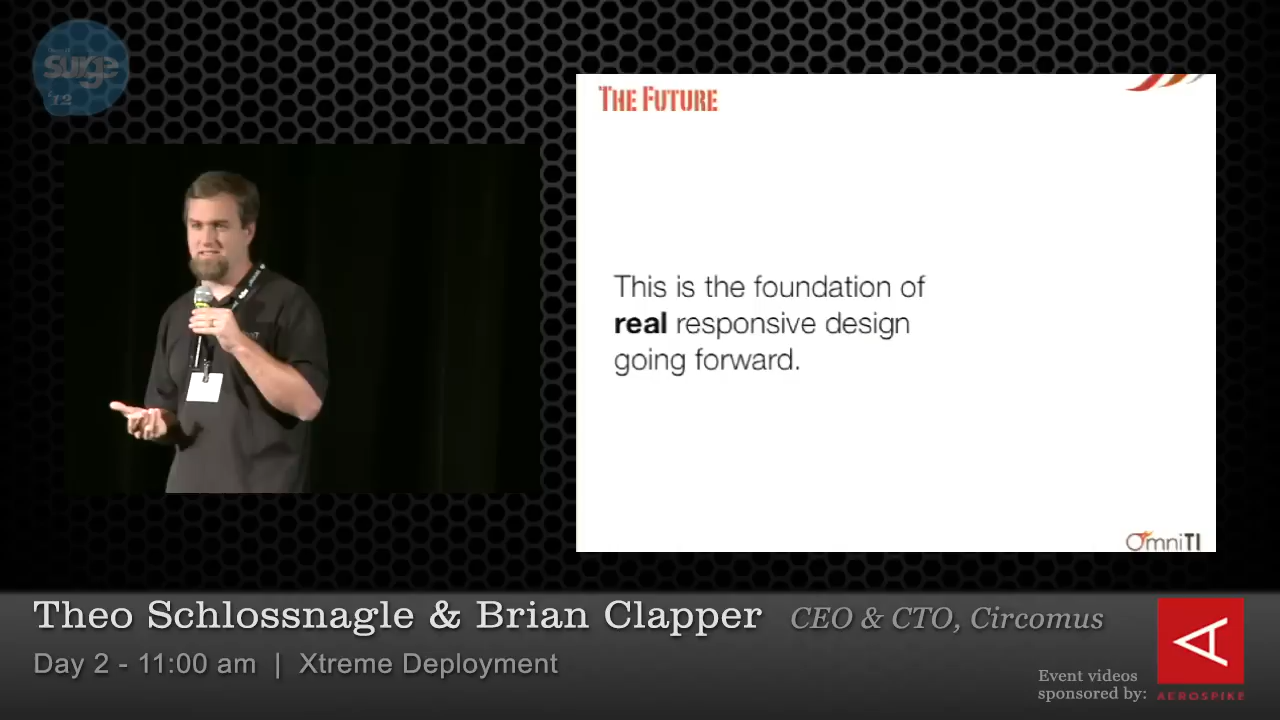 surge
'12
The Future
This is the foundation of
real responsive design
going forward.
OmniTI
Theo Schlossnagle & Brian Clapper CEO & CTO, Circomus
Day 2 - 11:00 am | Xtreme Deployment
Event videos
sponsored by:
AEROSPIKE